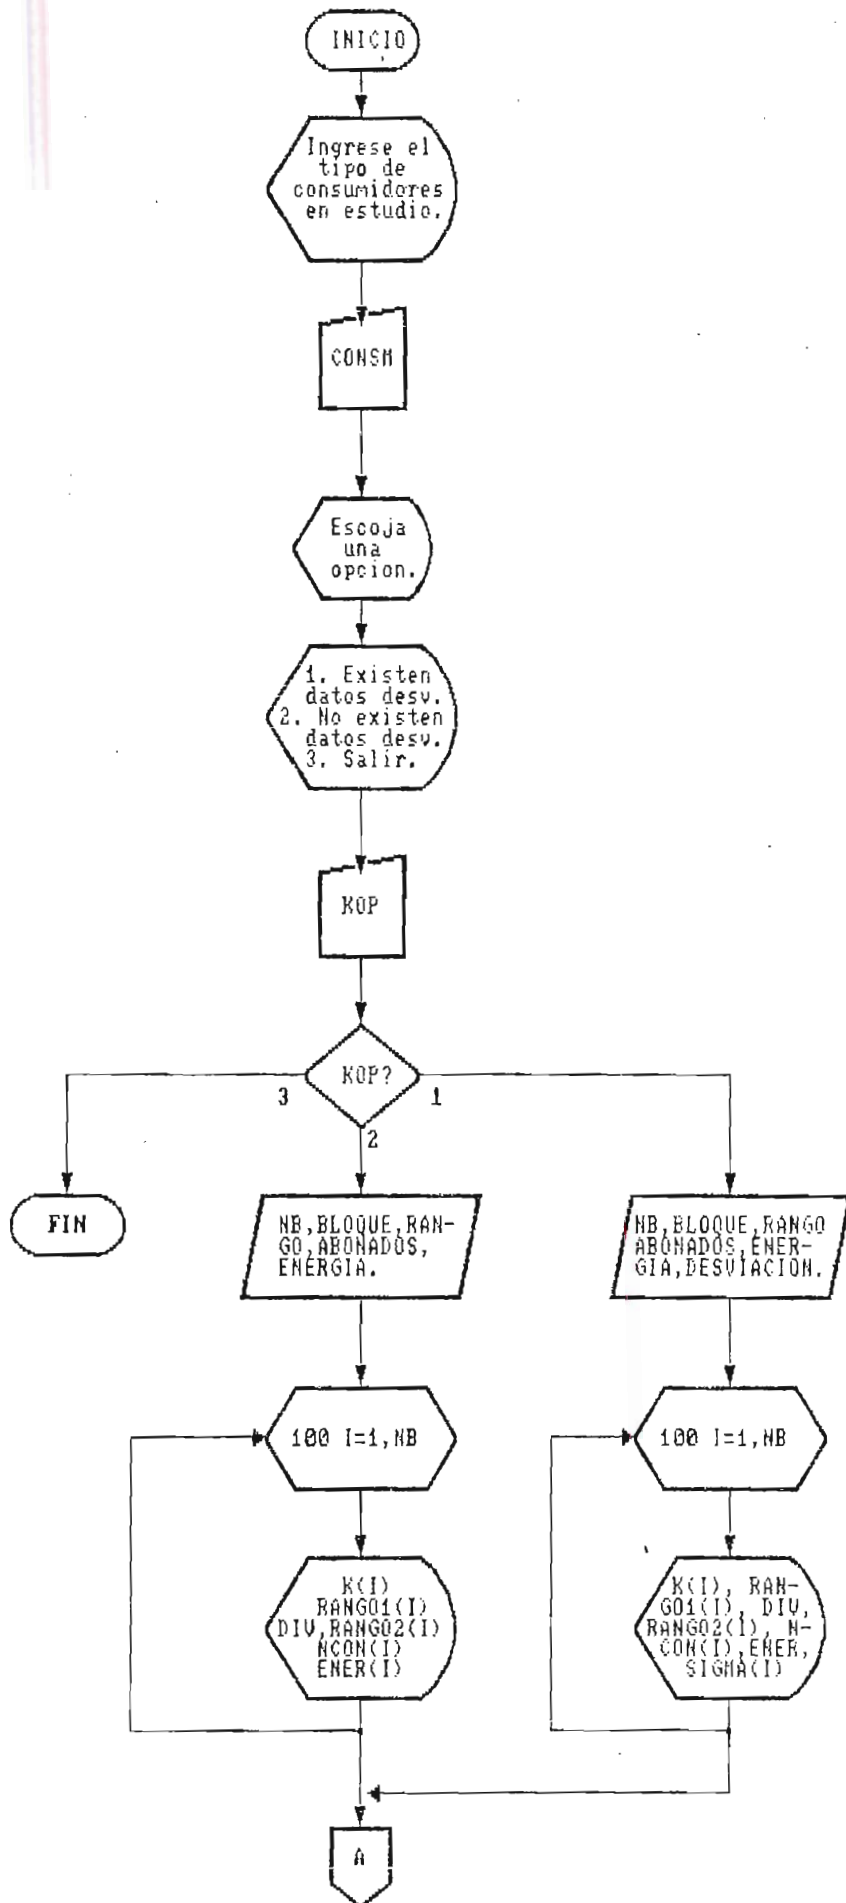 INICIO
Ingrese el
tipo de
consumidores
en estudio.
CONSM
Escoja
una
opcion.
1. Existen
datos desv.
2. No existen
datos desv.
3. Salir.
KOP
KOP?
3
1
2
FIN
NB,BLOQUE,RAN-
GO,ABONADOS,
ENERGIA.
NB,BLOQUE,RANGO
ABONADOS,ENER-
GIA,DESVIACION.
100 I=1,NB
100 I=1,NB
K(I)
RANGO1(I)
DIV,RANGO2(I)
NCON(I)
ENER(I)
K(I), RAN-
GO1(I), DIV,
RANGO2(I), N-
CON(I),ENER,
SIGMA(I)
A